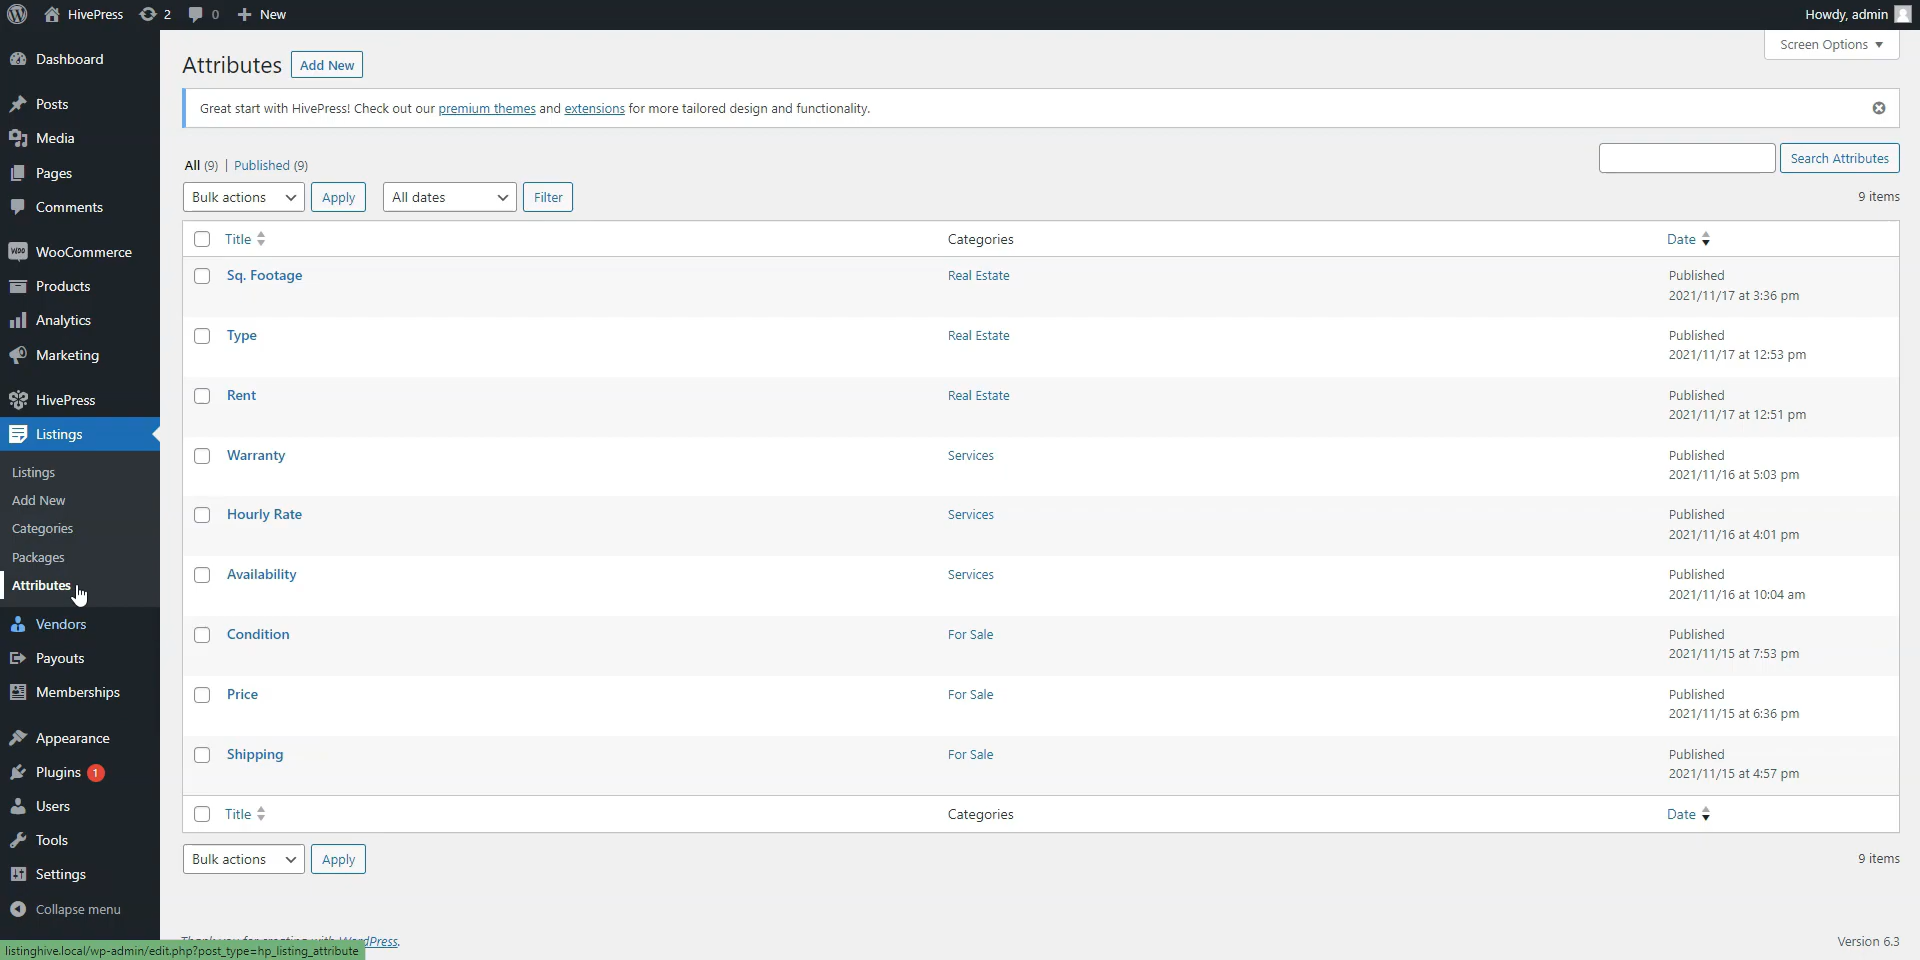 HivePress 2 0 New Howdy, admin
Screen Options
Dashboard
Posts
Media
Pages
Comments
WooCommerce
Products
Analytics
Marketing
HivePress
Listings
Listings
Add New
Categories
Packages
Attributes
Vendors
Payouts
Memberships
Appearance
Plugins 1
Users
Tools
Settings
Collapse menu
Attributes Add New
Great start with HivePress! Check out our premium themes and extensions for more tailored design and functionality.
All (9) | Published (9)
Search Attributes
Bulk actions Apply All dates Filter 9 items
Title Categories Date
Sq. Footage Real Estate Published
2021/11/17 at 3:36 pm
Type Real Estate Published
2021/11/17 at 12:53 pm
Rent Real Estate Published
2021/11/17 at 12:51 pm
Warranty Services Published
2021/11/16 at 5:03 pm
Hourly Rate Services Published
2021/11/16 at 4:01 pm
Availability Services Published
2021/11/16 at 10:04 am
Condition For Sale Published
2021/11/15 at 7:53 pm
Price For Sale Published
2021/11/15 at 6:36 pm
Shipping For Sale Published
2021/11/15 at 4:57 pm
Title Categories Date
Bulk actions Apply 9 items
Thank you for creating with WordPress. Version 6.3
listinghive.local/wp-admin/edit.php?post_type=hp_listing_attribute